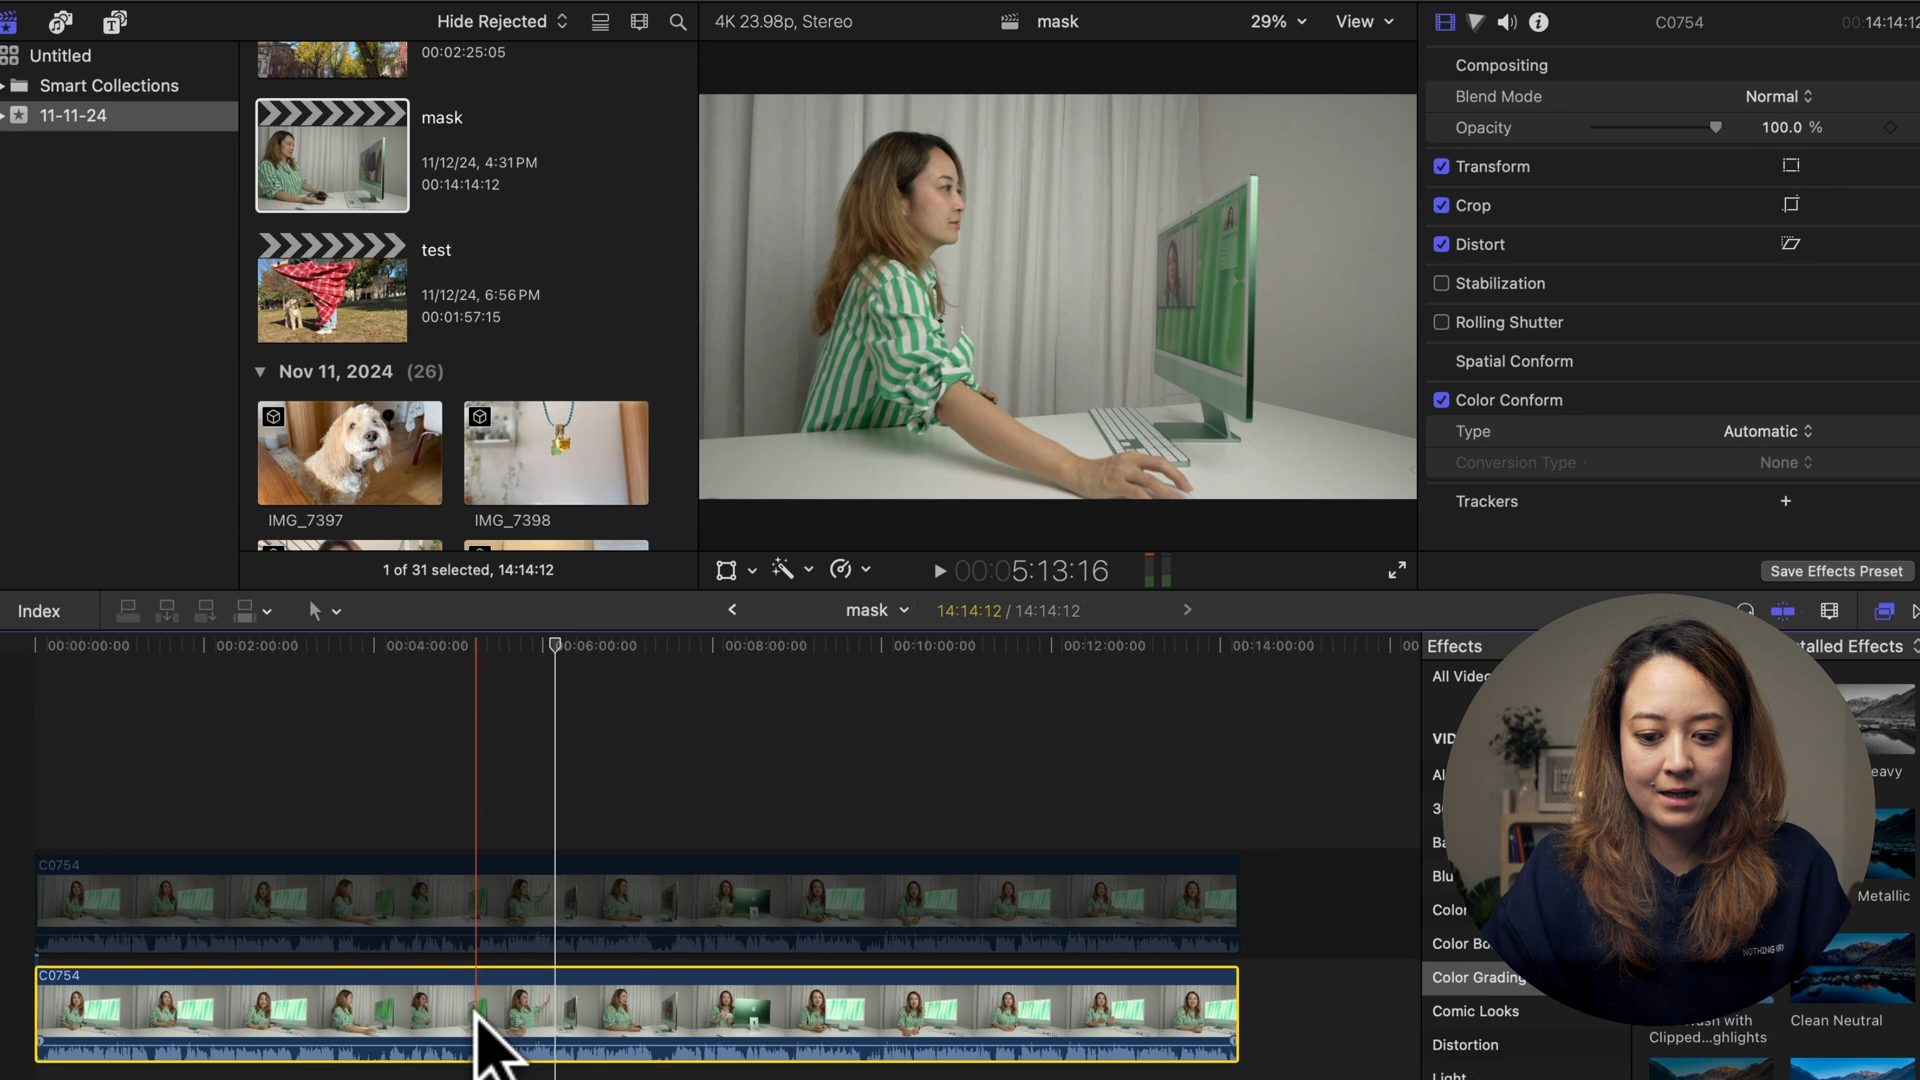 Hide Rejected
4K 23.98p, Stereo
mask
29%
View
C0754
00:14:14:12
Untitled
Smart Collections
11-11-24
00:02:25:05
mask
11/12/24, 4:31 PM
00:14:14:12
test
11/12/24, 6:56 PM
00:01:57:15
Nov 11, 2024 (26)
IMG_7397
IMG_7398
1 of 31 selected, 14:14:12
00:05:13:16
Compositing
Blend Mode
Normal
Opacity
100.0 %
Transform
Crop
Distort
Stabilization
Rolling Shutter
Spatial Conform
Color Conform
Type
Automatic
Conversion Type
None
Trackers
Save Effects Preset
Index
mask
14:14:12 / 14:14:12
00:00:00:00
00:02:00:00
00:04:00:00
00:06:00:00
00:08:00:00
00:10:00:00
00:12:00:00
00:14:00:00
00
C0754
C0754
Effects
talled Effects
All Video
VID
Al
Ba
Blu
Color
Color Bo
Color Grading
Comic Looks
Distortion
Light
eavy
Metallic
Clean Neutral
ash with
Clipped...ghlights
NOTHING (R)